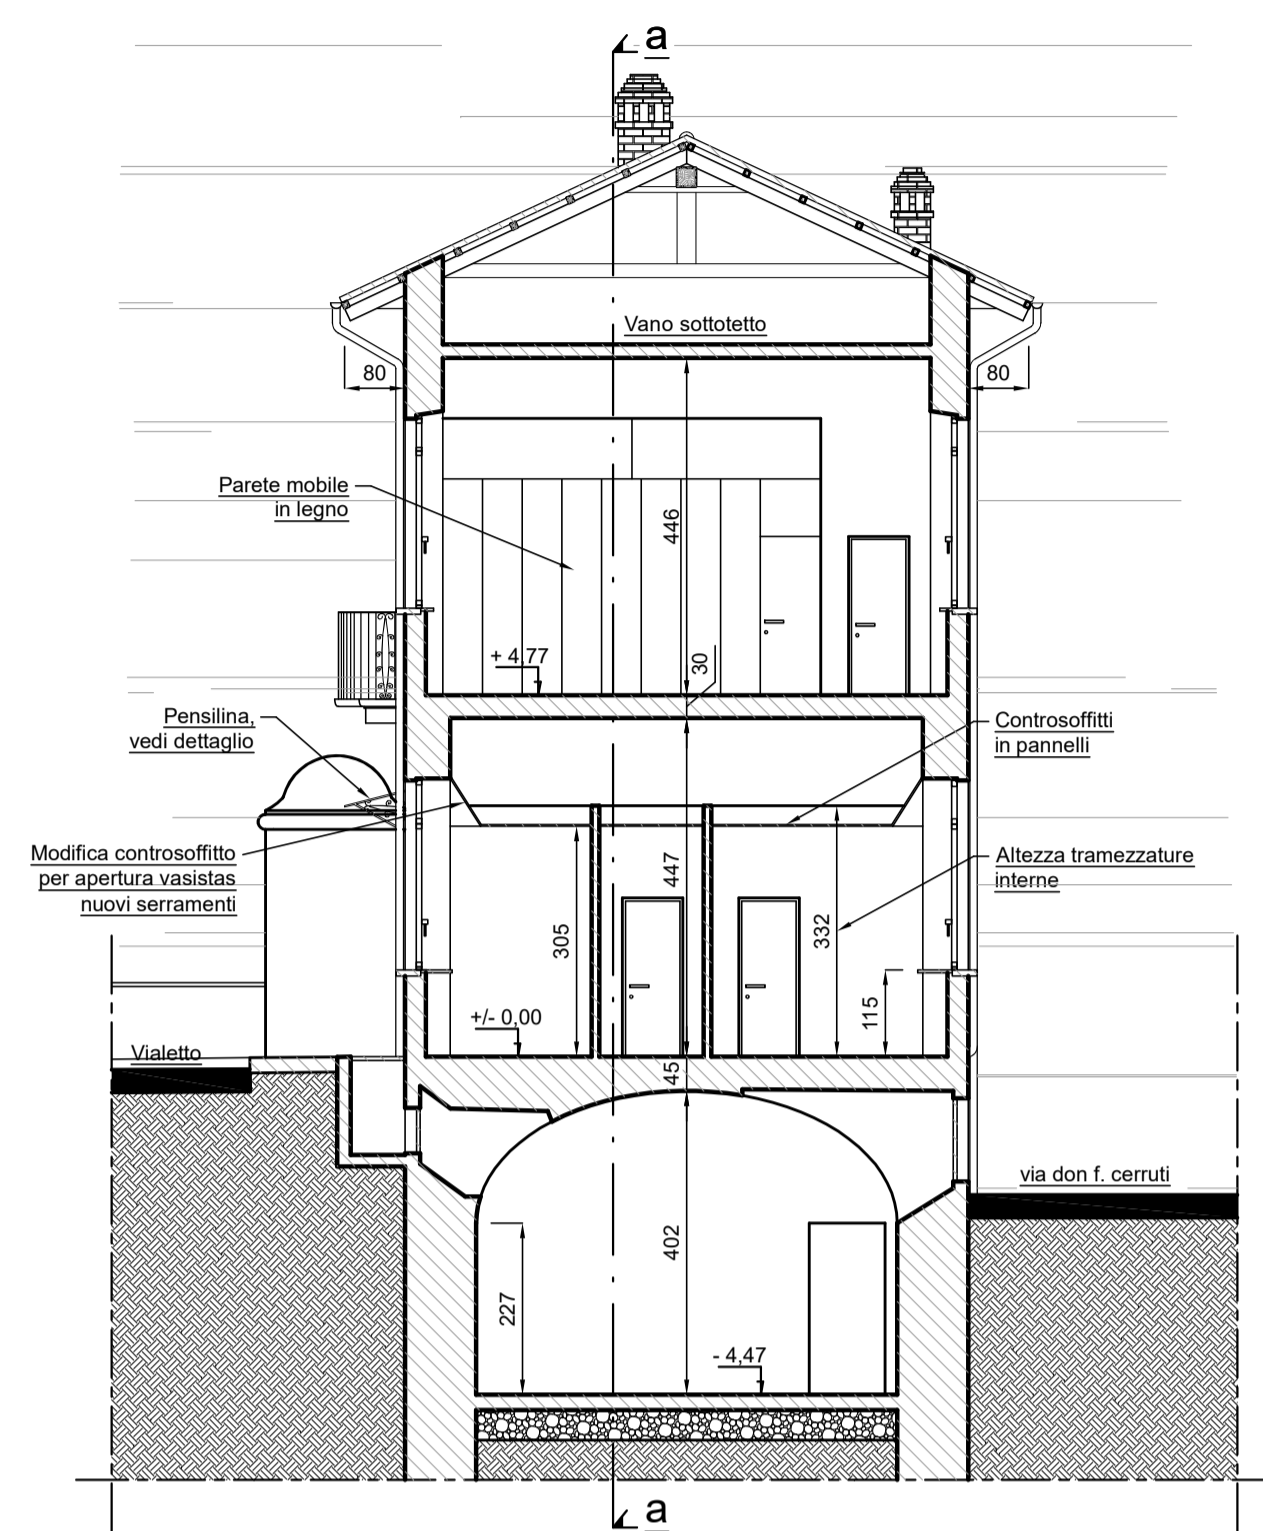 a
Vano sottotetto
80
80
Parete mobile
in legno
446
+ 4,77
30
Pensilina,
vedi dettaglio
Controsoffitti
in pannelli
Modifica controsoffitto
per apertura vasistas
nuovi serramenti
447
Altezza tramezzature
interne
305
332
115
+/- 0,00
Vialetto
45
via don f. cerruti
402
227
- 4,47
a